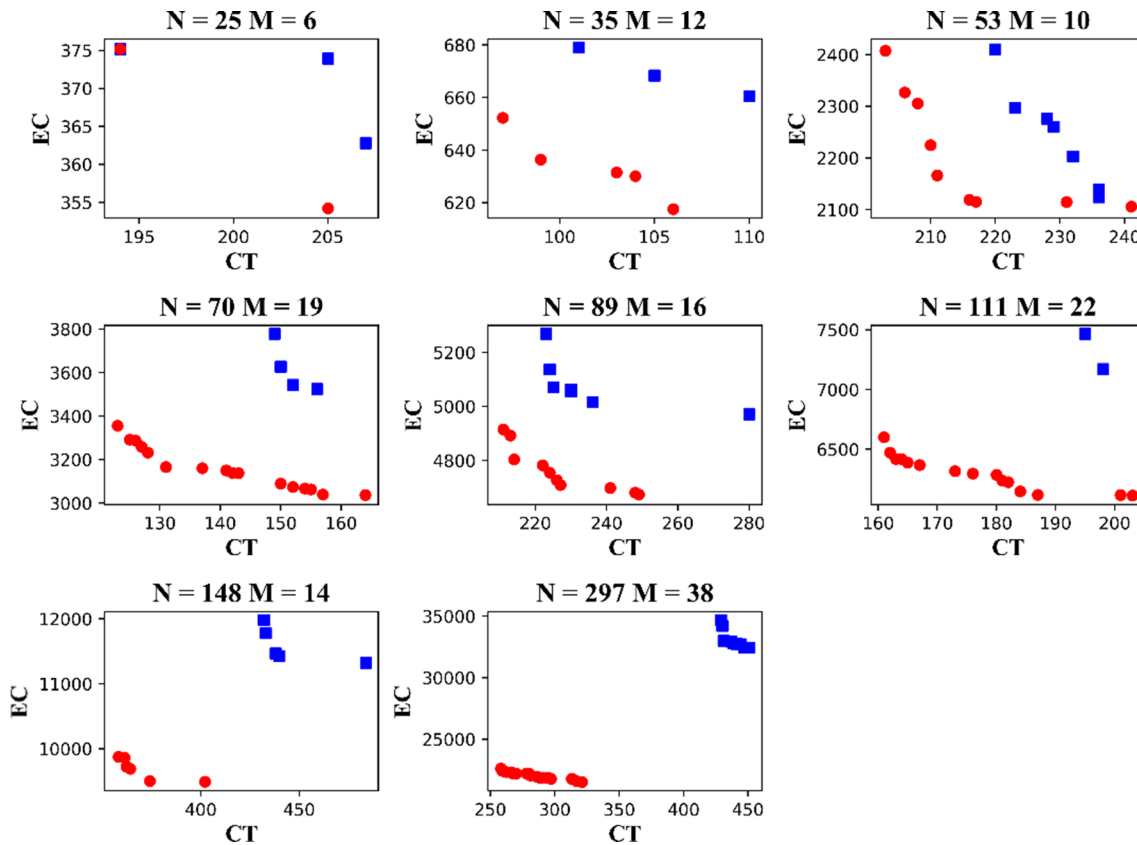 N = 25 M = 6
375
370
365
360
355
EC
195
200
205
CT
N = 35 M = 12
680
660
640
620
EC
100
105
110
CT
N = 53 M = 10
2400
2300
2200
2100
EC
210
220
230
240
CT
N = 70 M = 19
3800
3600
3400
3200
3000
EC
130
140
150
160
CT
N = 89 M = 16
5200
5000
4800
EC
220
240
260
280
CT
N = 111 M = 22
7500
7000
6500
EC
160
170
180
190
200
CT
N = 148 M = 14
12000
11000
10000
EC
400
450
CT
N = 297 M = 38
35000
30000
25000
EC
250
300
350
400
450
CT